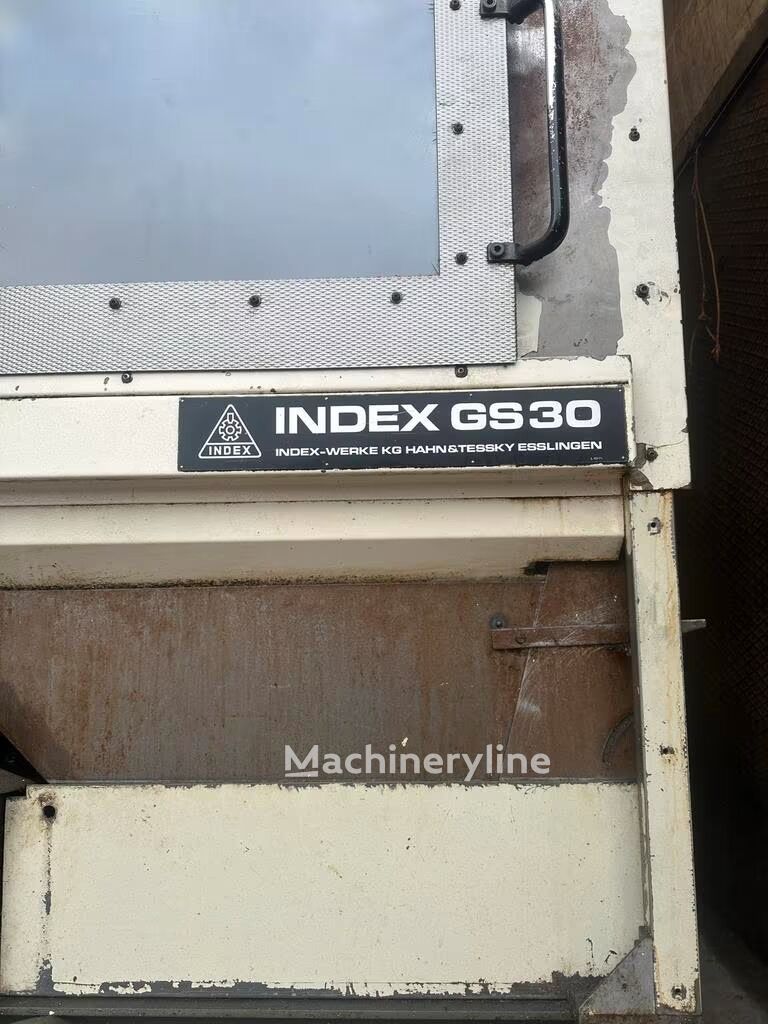 INDEX GS30
INDEX
INDEX-WERKE KG HAHN & TESSKY ESSLINGEN
Machineryline